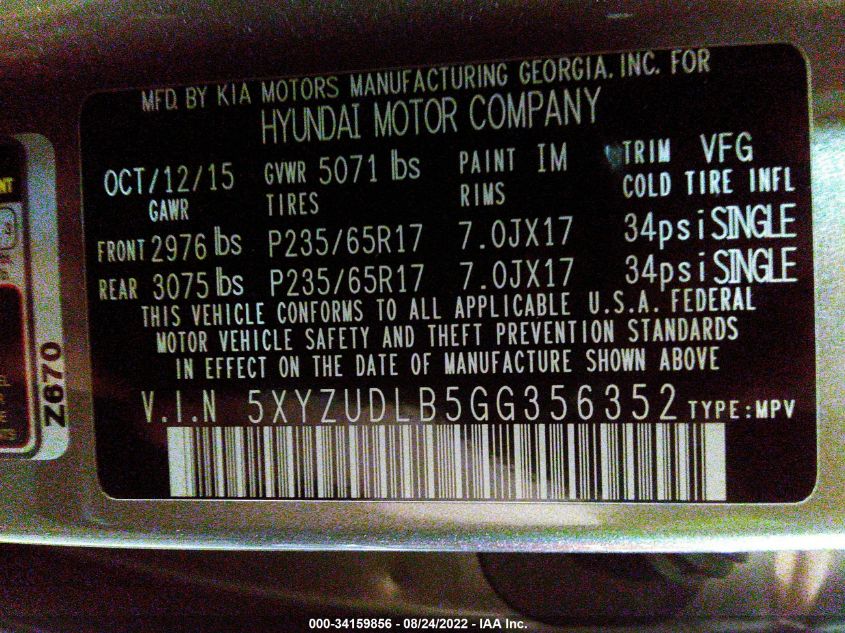 MFD. BY KIA MOTORS MANUFACTURING GEORGIA. INC. FOR
HYUNDAI MOTOR COMPANY
OCT/12/15 GVWR 5071 lbs PAINT IM TRIM VFG
GAWR TIRES RIMS COLD TIRE INFL
FRONT 2976 lbs P235/65R17 7.0JX17 34psi SINGLE
REAR 3075 lbs P235/65R17 7.0JX17 34psi SINGLE
THIS VEHICLE CONFORMS TO ALL APPLICABLE U.S.A. FEDERAL
MOTOR VEHICLE SAFETY AND THEFT PREVENTION STANDARDS
IN EFFECT ON THE DATE OF MANUFACTURE SHOWN ABOVE
V.I.N 5XYZUDLB5GG356352 TYPE:MPV
Z670
000-34159856 - 08/24/2022 - IAA Inc.